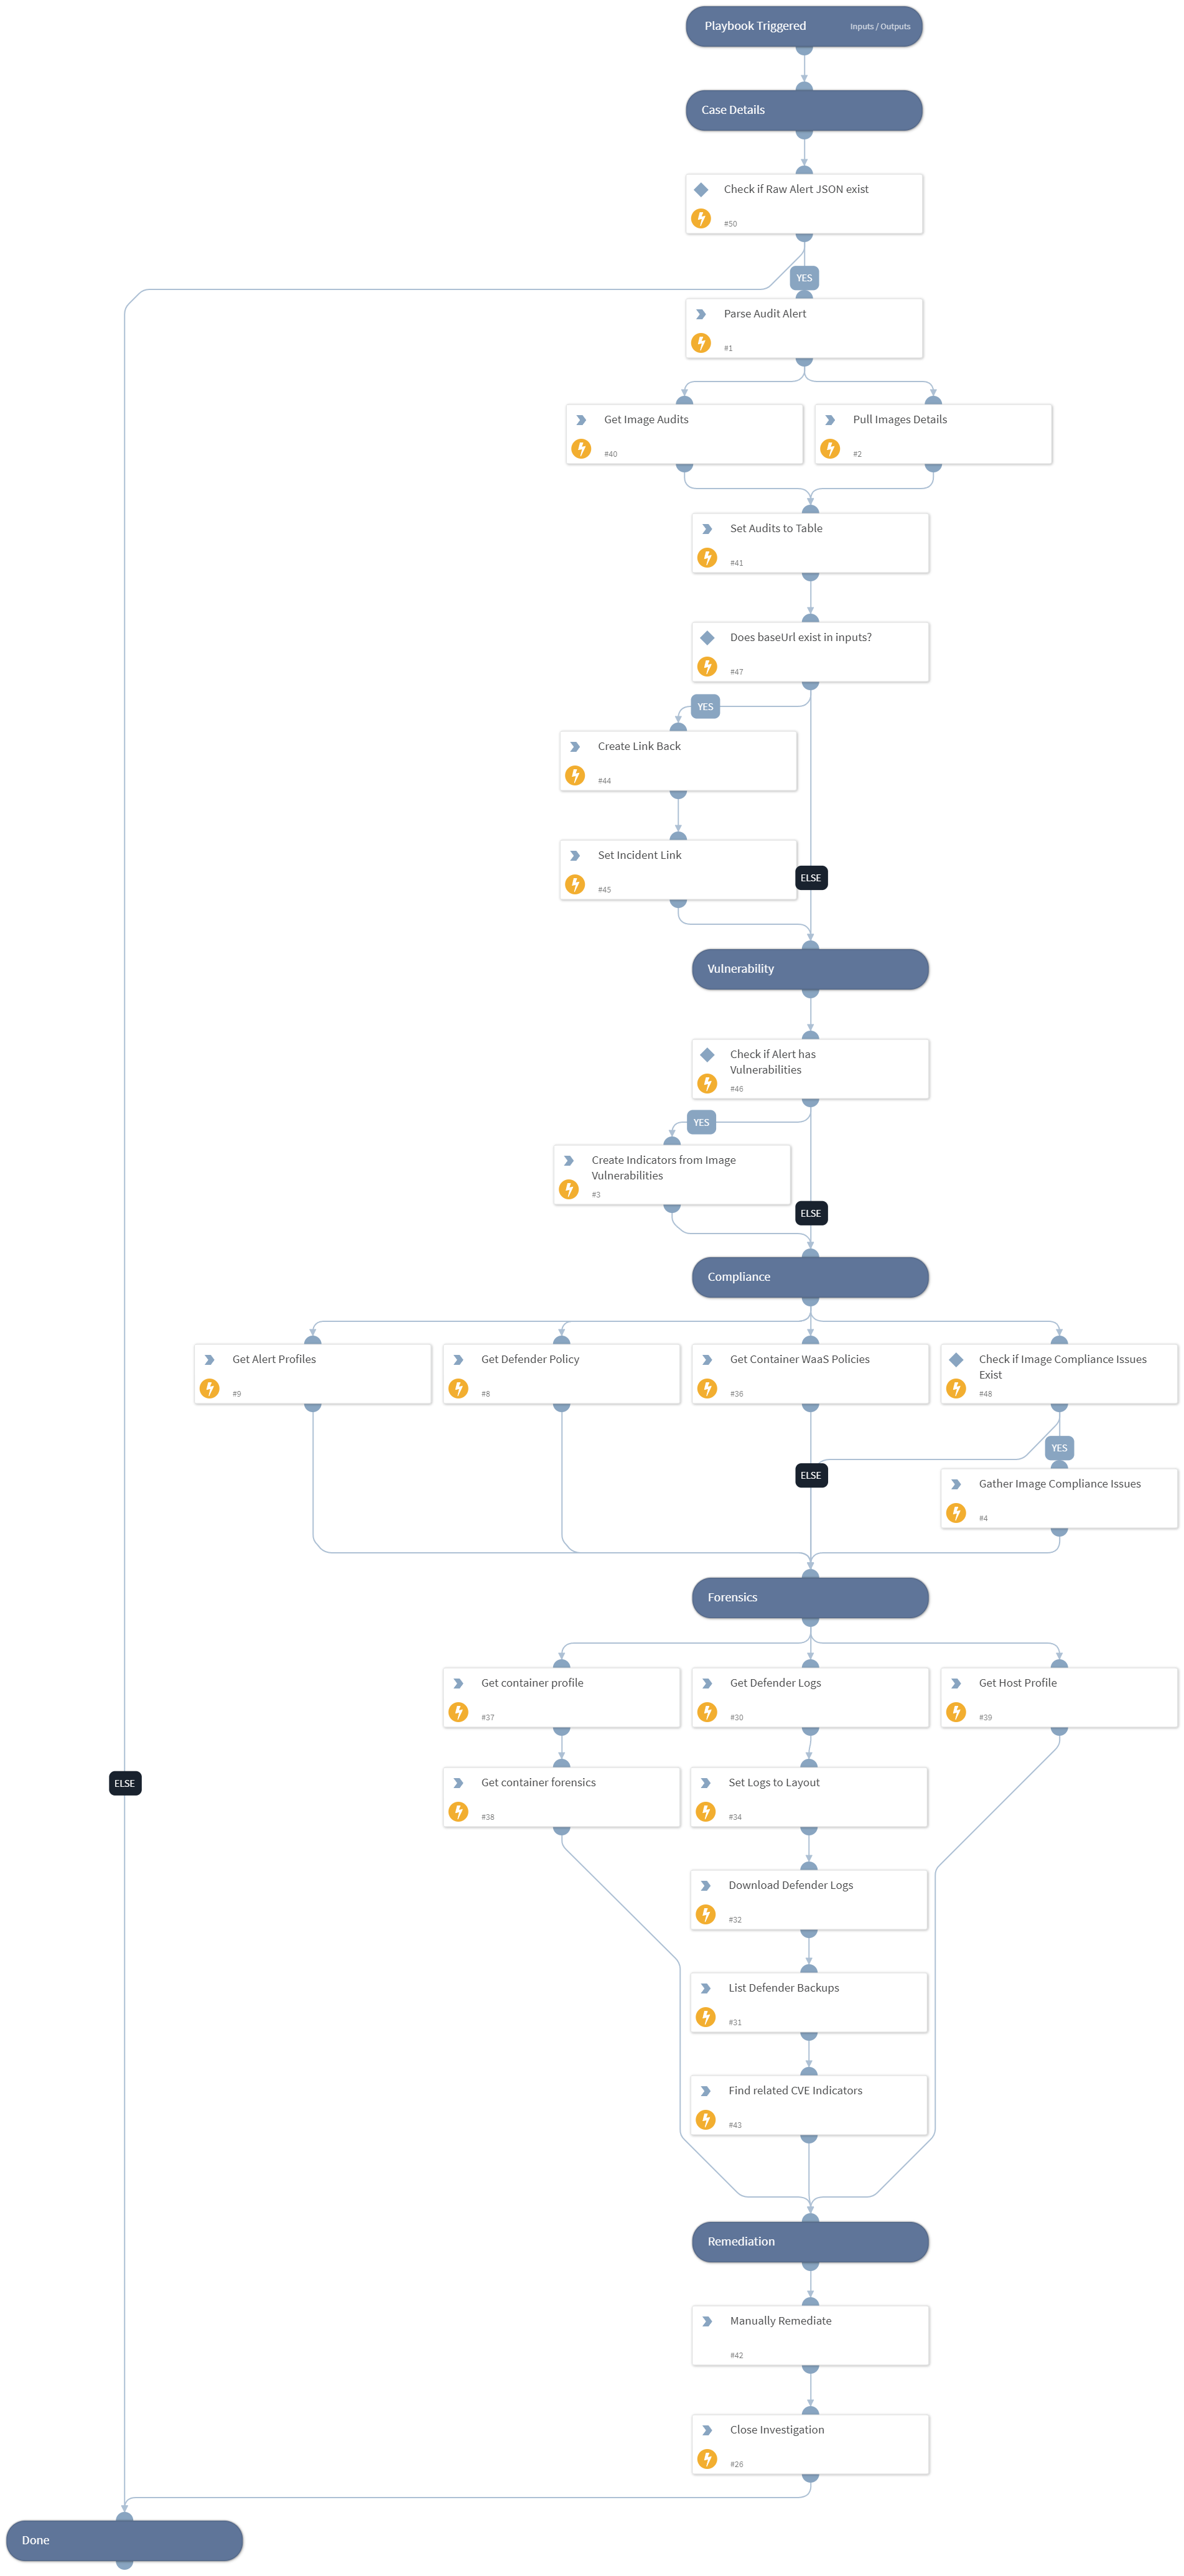 Playbook Triggered
Inputs / Outputs
Case Details
Check if Raw Alert JSON exist
#50
YES
Parse Audit Alert
#1
Get Image Audits
#40
Pull Images Details
#2
Set Audits to Table
#41
Does baseUrl exist in inputs?
#47
YES
Create Link Back
#44
Set Incident Link
#45
ELSE
Vulnerability
Check if Alert has
Vulnerabilities
#46
YES
Create Indicators from Image
Vulnerabilities
#3
ELSE
Compliance
Get Alert Profiles
#9
Get Defender Policy
#8
Get Container WaaS Policies
#36
Check if Image Compliance Issues
Exist
#48
YES
ELSE
Gather Image Compliance Issues
#4
Forensics
Get container profile
#37
Get Defender Logs
#30
Get Host Profile
#39
ELSE
Get container forensics
#38
Set Logs to Layout
#34
Download Defender Logs
#32
List Defender Backups
#31
Find related CVE Indicators
#43
Remediation
Manually Remediate
#42
Close Investigation
#26
Done